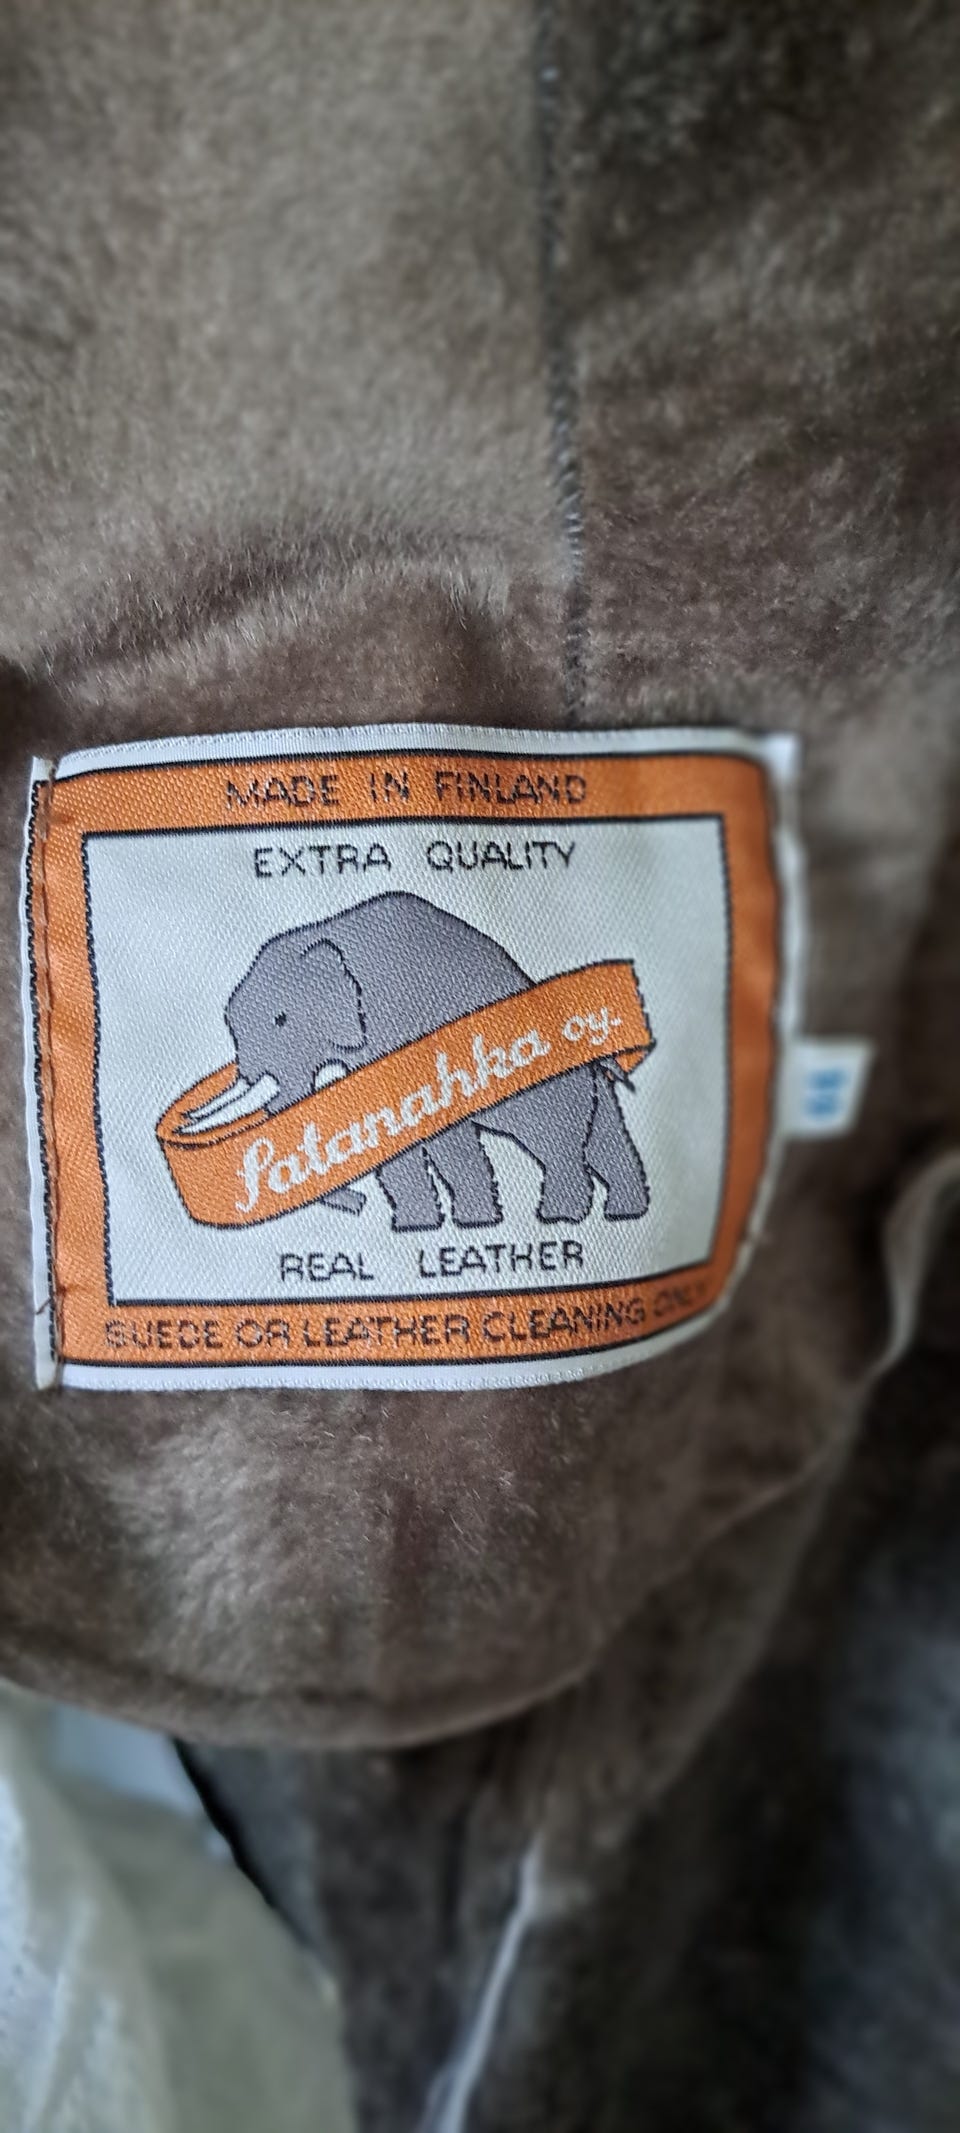 MADE IN FINLAND
EXTRA QUALITY
Satanahka oy.
REAL LEATHER
SUEDE OR LEATHER CLEANING ONLY